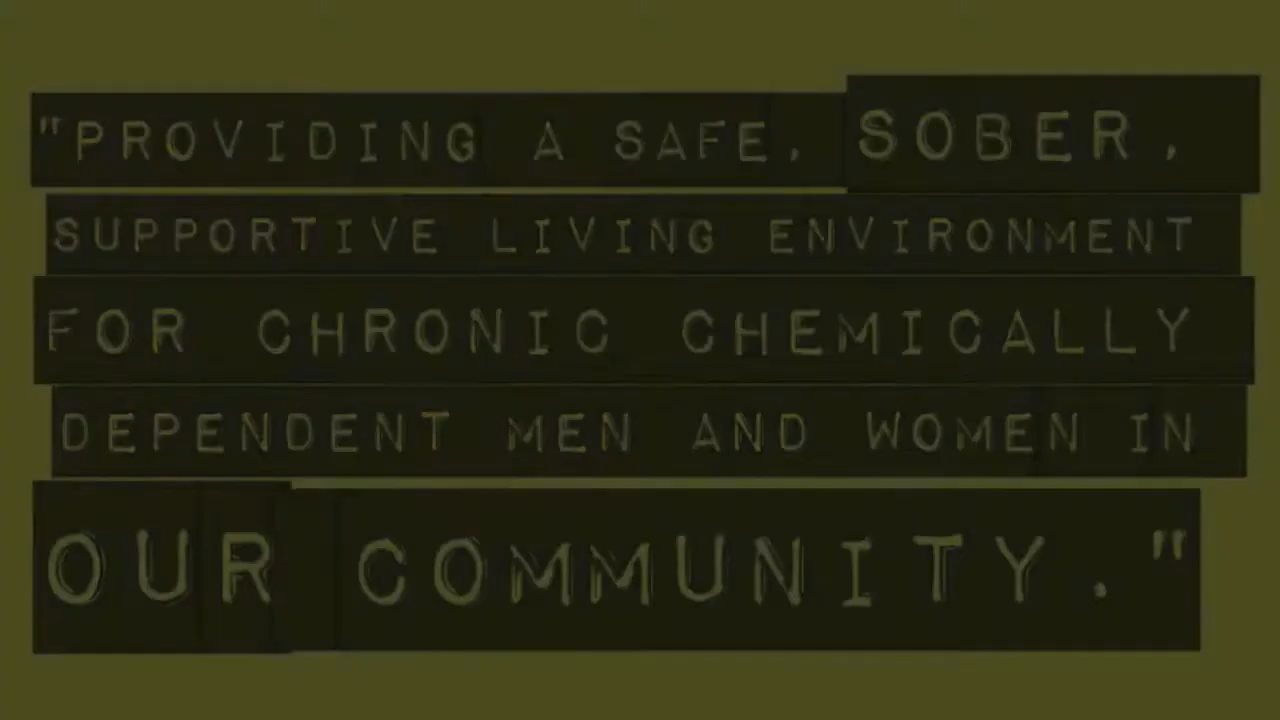 "PROVIDING A SAFE, SOBER,
SUPPORTIVE LIVING ENVIRONMENT
FOR CHRONIC CHEMICALLY
DEPENDENT MEN AND WOMEN IN
OUR COMMUNITY."